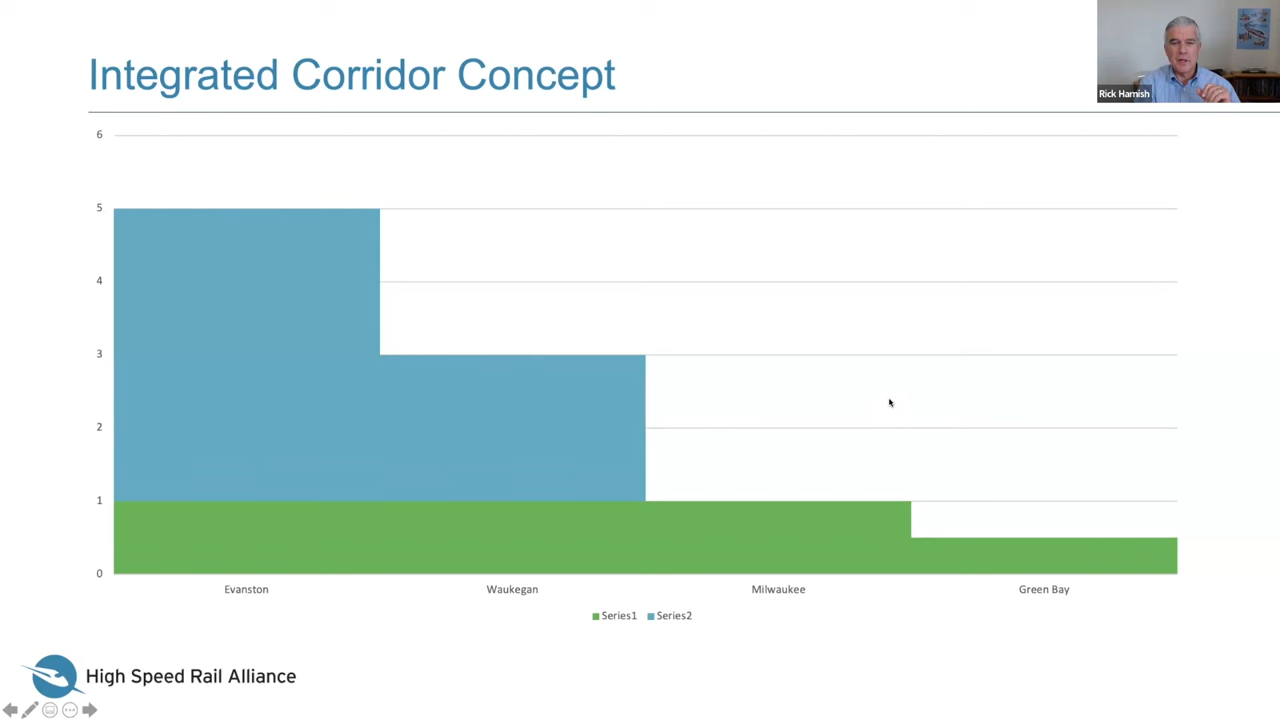 Integrated Corridor Concept
Rick Harnish
6
5
4
3
2
1
0
Evanston Waukegan Milwaukee Green Bay
Series1 Series2
High Speed Rail Alliance